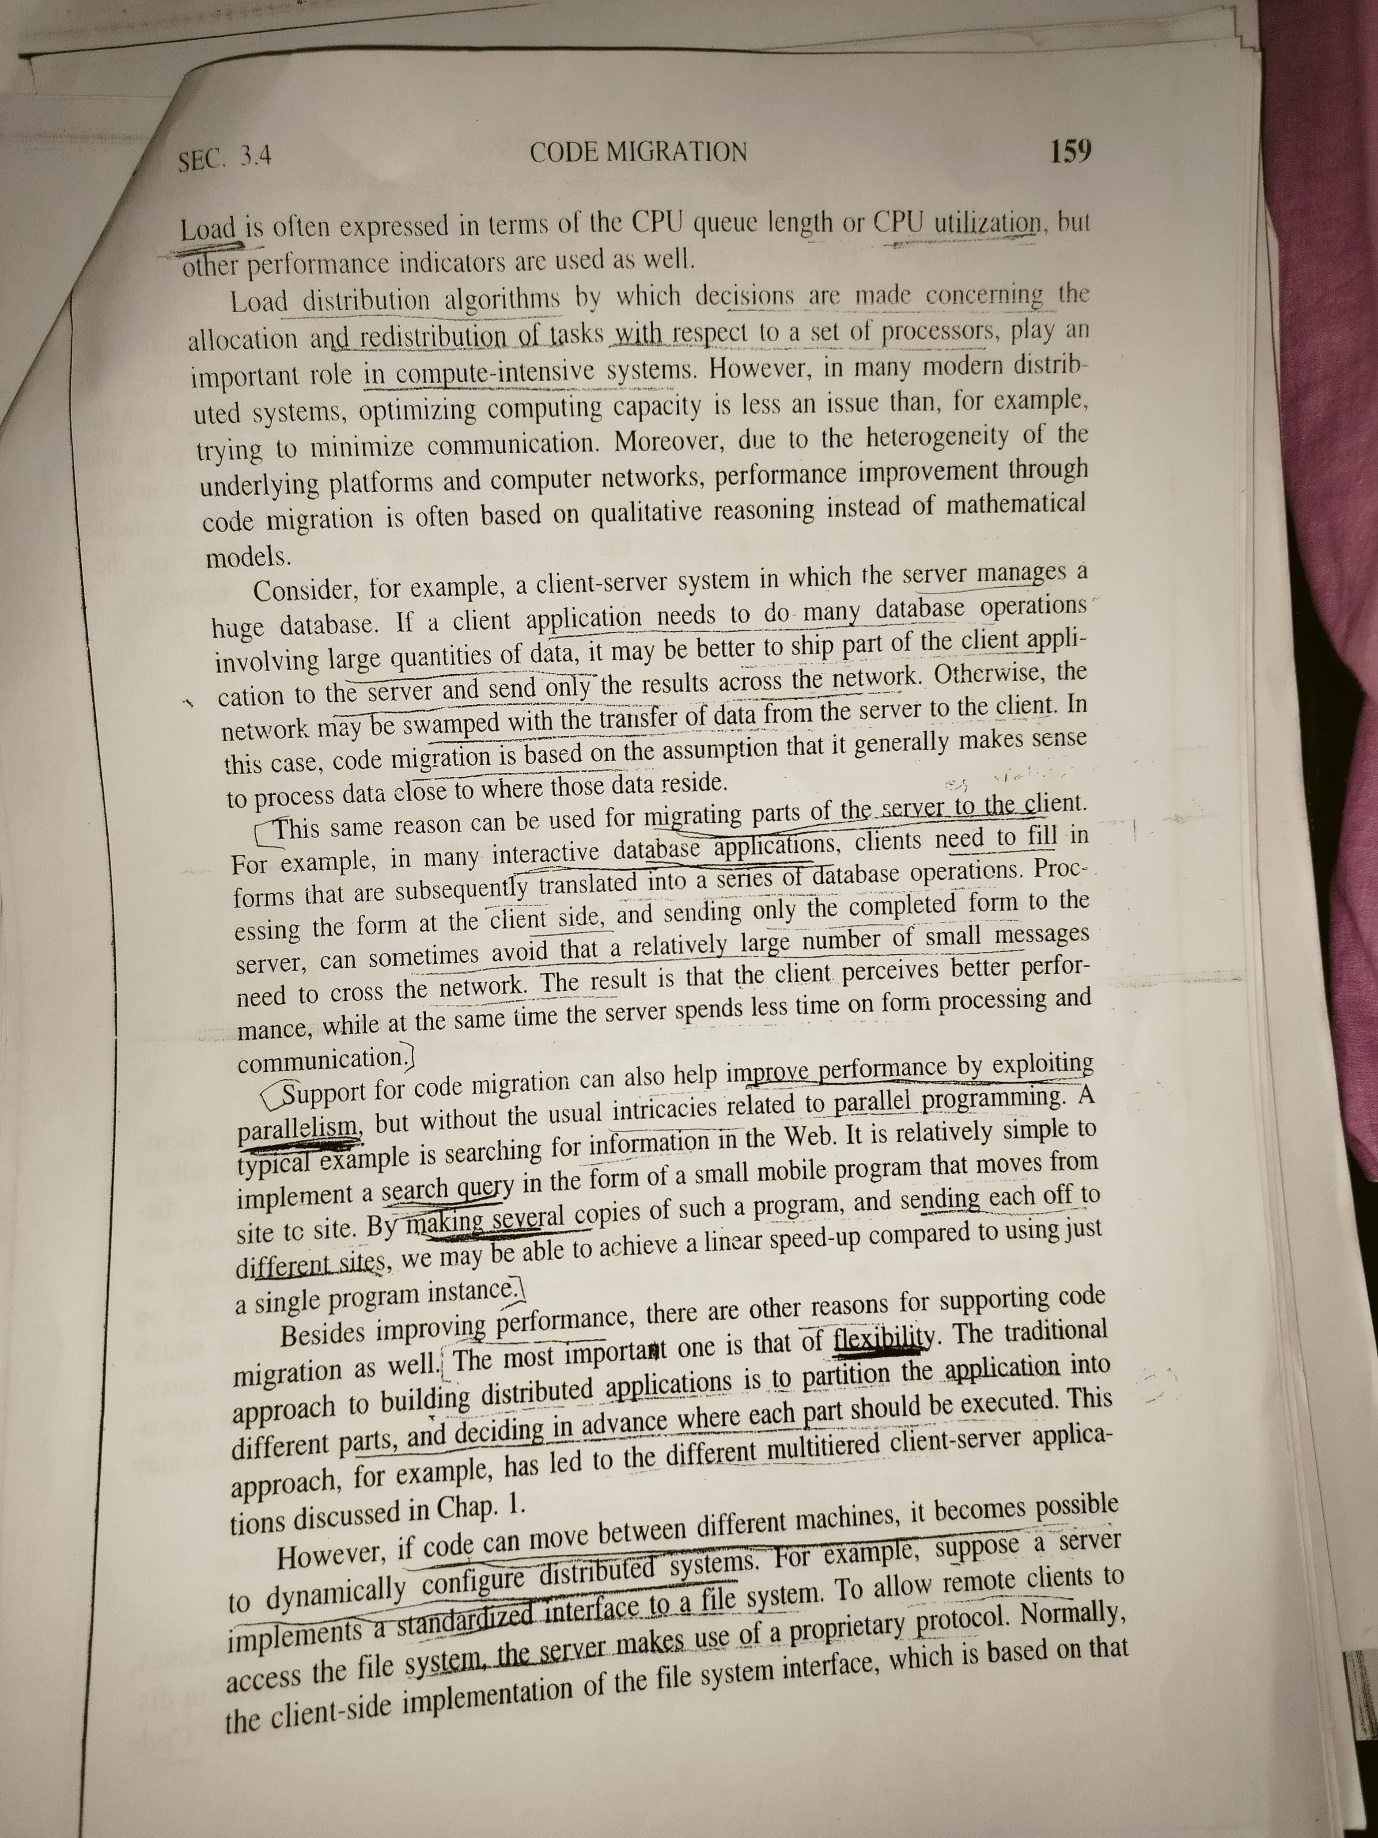 SEC. 3.4 CODE MIGRATION 159
Load is often expressed in terms of the CPU queue length or CPU utilization, but
other performance indicators are used as well.
Load distribution algorithms by which decisions are made concerning the
allocation and redistribution of tasks with respect to a set of processors, play an
important role in compute-intensive systems. However, in many modern distrib-
uted systems, optimizing computing capacity is less an issue than, for example,
trying to minimize communication. Moreover, due to the heterogeneity of the
underlying platforms and computer networks, performance improvement through
code migration is often based on qualitative reasoning instead of mathematical
models.
Consider, for example, a client-server system in which the server manages a
huge database. If a client application needs to do many database operations
involving large quantities of data, it may be better to ship part of the client appli-
cation to the server and send only the results across the network. Otherwise, the
network may be swamped with the transfer of data from the server to the client. In
this case, code migration is based on the assumption that it generally makes sense
to process data close to where those data reside.
This same reason can be used for migrating parts of the server to the client.
For example, in many interactive database applications, clients need to fill in
forms that are subsequently translated into a series of database operations. Proc-
essing the form at the client side, and sending only the completed form to the
server, can sometimes avoid that a relatively large number of small messages
need to cross the network. The result is that the client perceives better perfor-
mance, while at the same time the server spends less time on form processing and
communication.
Support for code migration can also help improve performance by exploiting
parallelism, but without the usual intricacies related to parallel programming. A
typical example is searching for information in the Web. It is relatively simple to
implement a search query in the form of a small mobile program that moves from
site to site. By making several copies of such a program, and sending each off to
different sites, we may be able to achieve a linear speed-up compared to using just
a single program instance.
Besides improving performance, there are other reasons for supporting code
migration as well. The most important one is that of flexibility. The traditional
approach to building distributed applications is to partition the application into
different parts, and deciding in advance where each part should be executed. This
approach, for example, has led to the different multitiered client-server applica-
tions discussed in Chap. 1.
However, if code can move between different machines, it becomes possible
to dynamically configure distributed systems. For example, suppose a server
implements a standardized interface to a file system. To allow remote clients to
access the file system, the server makes use of a proprietary protocol. Normally,
the client-side implementation of the file system interface, which is based on that